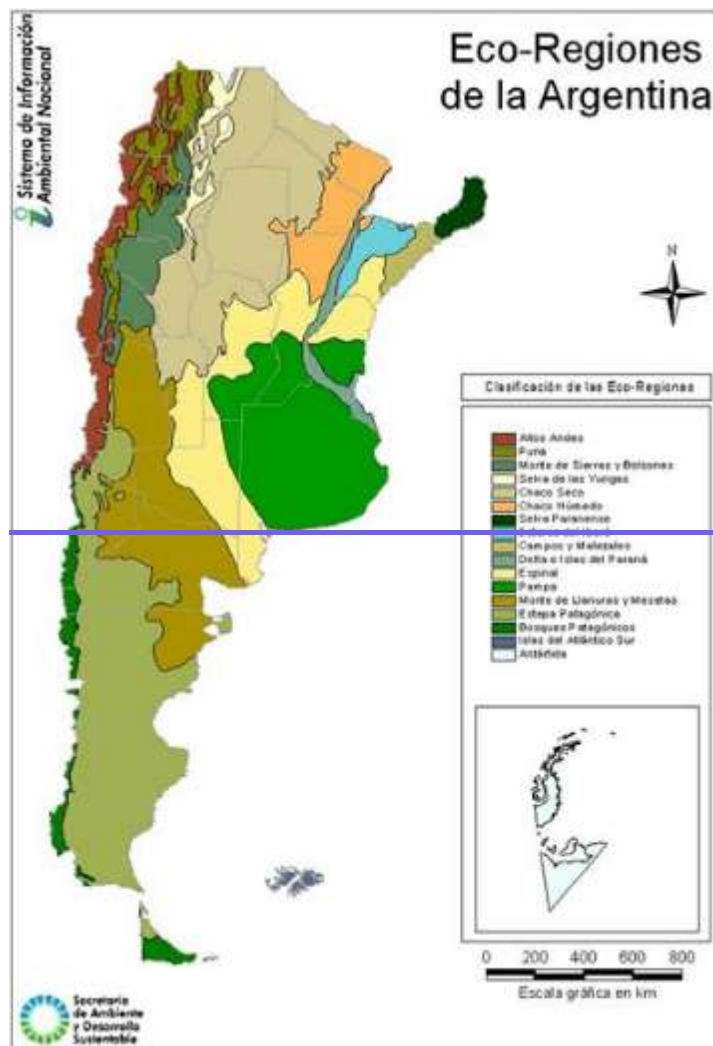 Eco-Regiones
de la Argentina
Sistema de Información
Ambiental Nacional
N
Clasificación de las Eco-Regiones
Altos Andes
Puna
Monte de Sierras y Bolsones
Selva de las Yungas
Chaco Seco
Chaco Húmedo
Selva Paranense
Campos y Malezales
Delta e Islas del Paraná
Espinal
Pampa
Monte de Llanuras y Mesetas
Estepa Patagónica
Bosques Patagónicos
Islas del Atlántico Sur
Antártida
0 200 400 600 800
Escala gráfica en km
Secretaría
de Ambiente
y Desarrollo
Sustentable